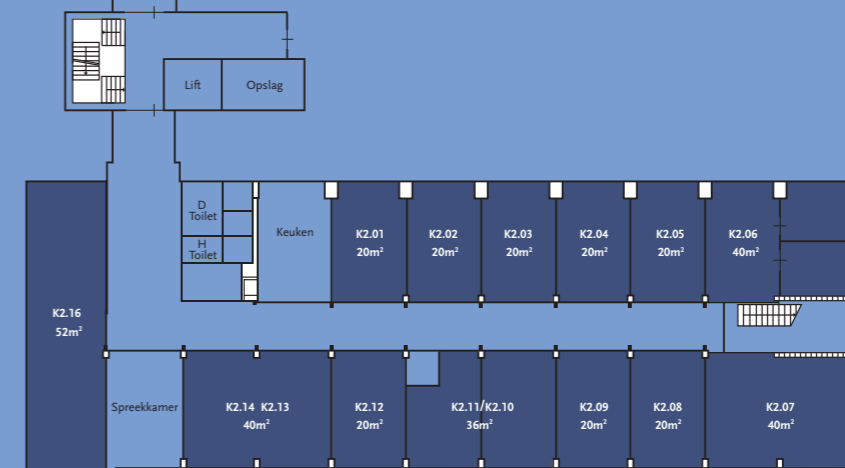 Lift
Opslag
D
Toilet
H
Toilet
Keuken
K2.01
20m²
K2.02
20m²
K2.03
20m²
K2.04
20m²
K2.05
20m²
K2.06
40m²
K2.16
52m²
Spreekkamer
K2.14 K2.13
40m²
K2.12
20m²
K2.11/K2.10
36m²
K2.09
20m²
K2.08
20m²
K2.07
40m²